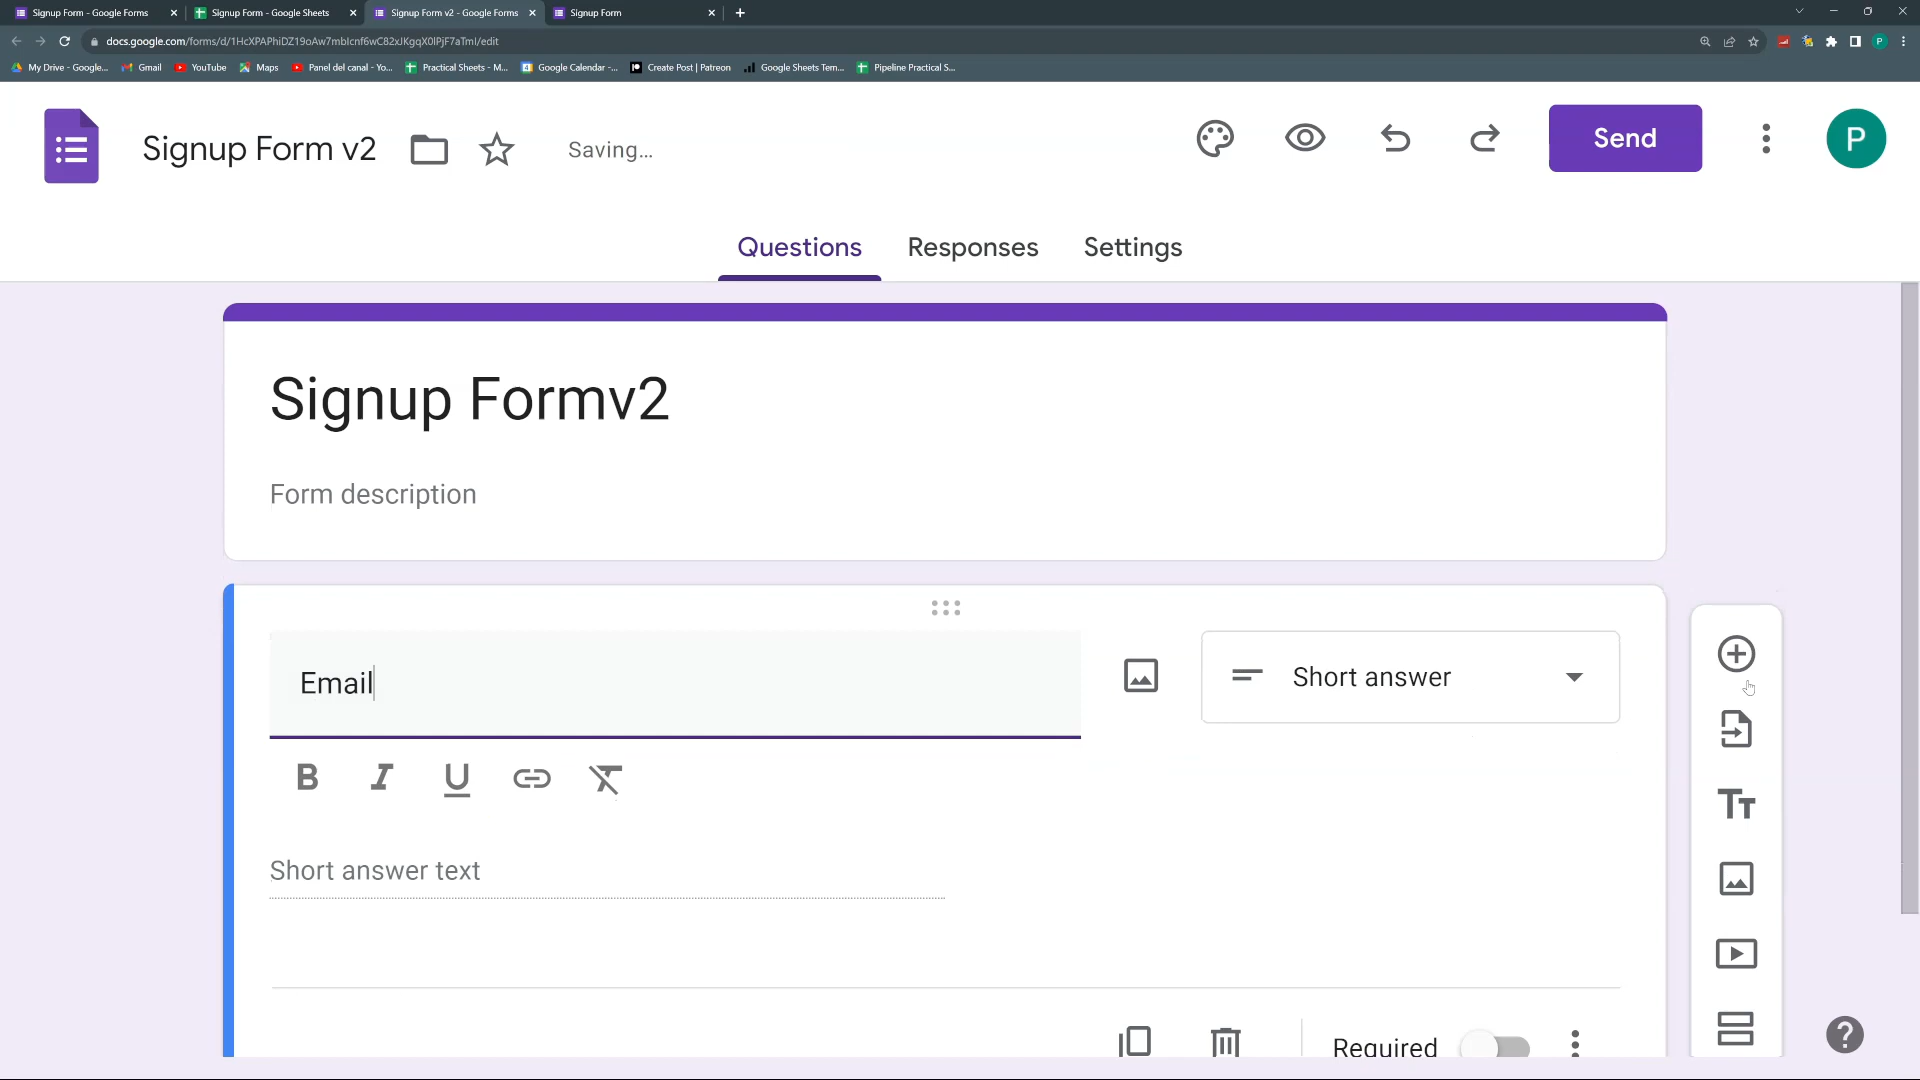 Signup Form - Google Forms
Signup Form - Google Sheets
Signup Form v2 - Google Forms
Signup Form
docs.google.com/forms/d/1HcXPAPhiDZ19oAw7mblcnf6wC82xJKgqX0lPjF7aTmI/edit
P
My Drive - Google...
Gmail
YouTube
Maps
Panel del canal - Yo...
Practical Sheets - M...
Google Calendar -...
Create Post | Patreon
Google Sheets Tem...
Pipeline Practical S...
Signup Form v2
Saving...
Send
P
Questions
Responses
Settings
Signup Formv2
Form description
Email
Short answer
B I U
Tt
Short answer text
Required
?